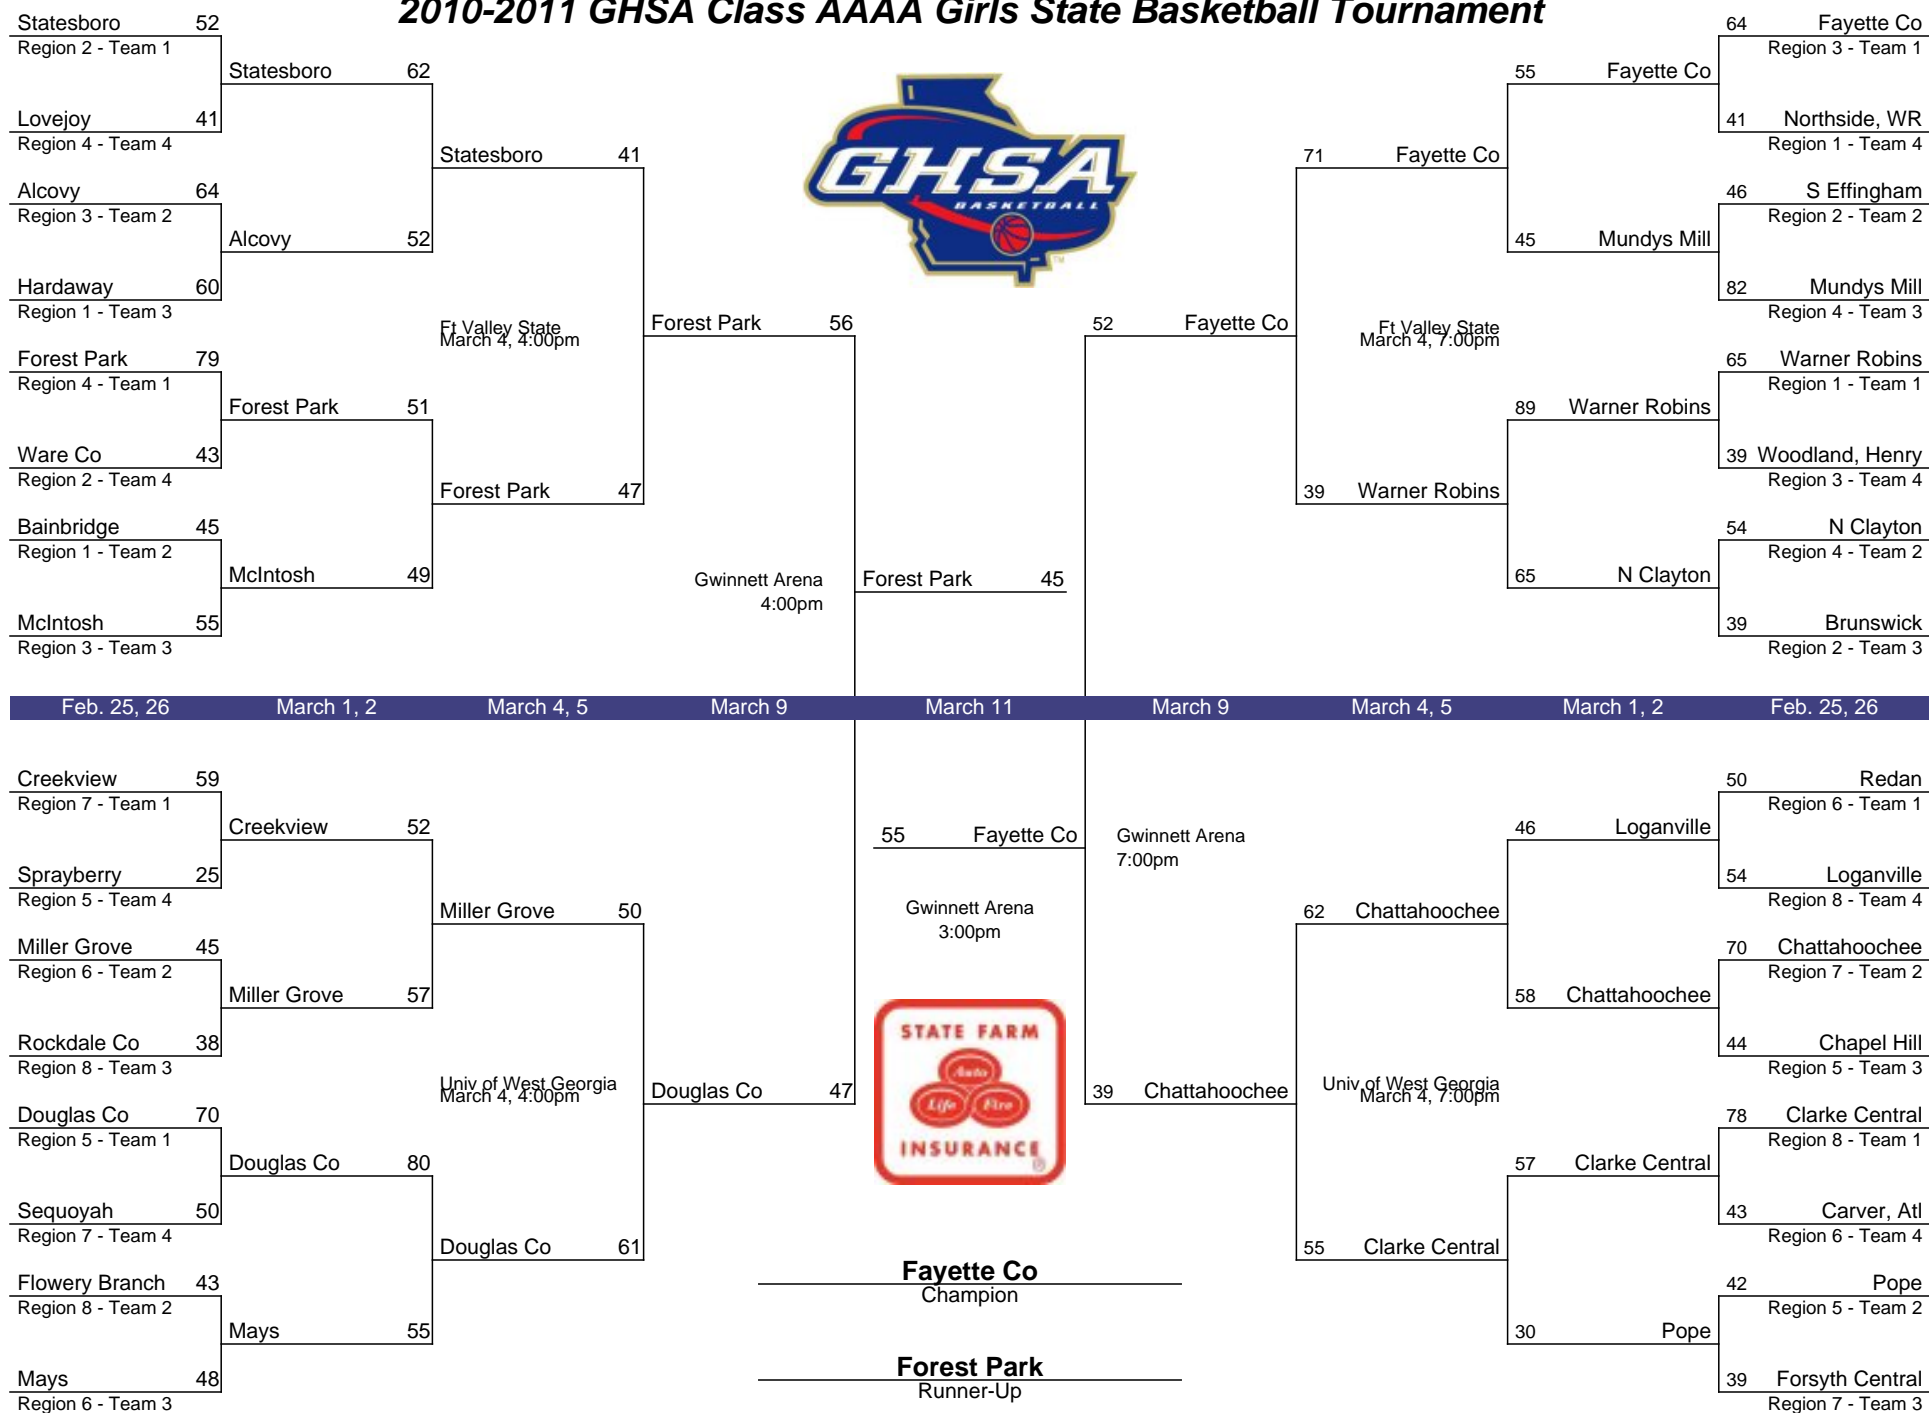 2010-2011 GHSA Class AAAA Girls State Basketball Tournament
Statesboro 52
Region 2 - Team 1
Lovejoy 41
Region 4 - Team 4
Alcovy 64
Region 3 - Team 2
Hardaway 60
Region 1 - Team 3
Forest Park 79
Region 4 - Team 1
Ware Co 43
Region 2 - Team 4
Bainbridge 45
Region 1 - Team 2
McIntosh 55
Region 3 - Team 3
Statesboro 62
Alcovy 52
Forest Park 51
McIntosh 49
Statesboro 41
Ft Valley State
March 4, 4:00pm
Forest Park 47
Forest Park 56
Gwinnett Arena
4:00pm
Forest Park 45
GHSA
BASKETBALL
TM
52 Fayette Co
71 Fayette Co
Ft Valley State
March 4, 7:00pm
39 Warner Robins
55 Fayette Co
45 Mundys Mill
89 Warner Robins
65 N Clayton
64 Fayette Co
Region 3 - Team 1
41 Northside, WR
Region 1 - Team 4
46 S Effingham
Region 2 - Team 2
82 Mundys Mill
Region 4 - Team 3
65 Warner Robins
Region 1 - Team 1
39 Woodland, Henry
Region 3 - Team 4
54 N Clayton
Region 4 - Team 2
39 Brunswick
Region 2 - Team 3
Feb. 25, 26 March 1, 2 March 4, 5 March 9 March 11 March 9 March 4, 5 March 1, 2 Feb. 25, 26
Creekview 59
Region 7 - Team 1
Sprayberry 25
Region 5 - Team 4
Miller Grove 45
Region 6 - Team 2
Rockdale Co 38
Region 8 - Team 3
Douglas Co 70
Region 5 - Team 1
Sequoyah 50
Region 7 - Team 4
Flowery Branch 43
Region 8 - Team 2
Mays 48
Region 6 - Team 3
Creekview 52
Miller Grove 57
Douglas Co 80
Mays 55
Miller Grove 50
Univ of West Georgia
March 4, 4:00pm
Douglas Co 61
Douglas Co 47
55 Fayette Co
Gwinnett Arena
7:00pm
Gwinnett Arena
3:00pm
STATE FARM
Auto
Life Fire
INSURANCE
®
Fayette Co
Champion
Forest Park
Runner-Up
39 Chattahoochee
62 Chattahoochee
Univ of West Georgia
March 4, 7:00pm
55 Clarke Central
46 Loganville
58 Chattahoochee
57 Clarke Central
30 Pope
50 Redan
Region 6 - Team 1
54 Loganville
Region 8 - Team 4
70 Chattahoochee
Region 7 - Team 2
44 Chapel Hill
Region 5 - Team 3
78 Clarke Central
Region 8 - Team 1
43 Carver, Atl
Region 6 - Team 4
42 Pope
Region 5 - Team 2
39 Forsyth Central
Region 7 - Team 3